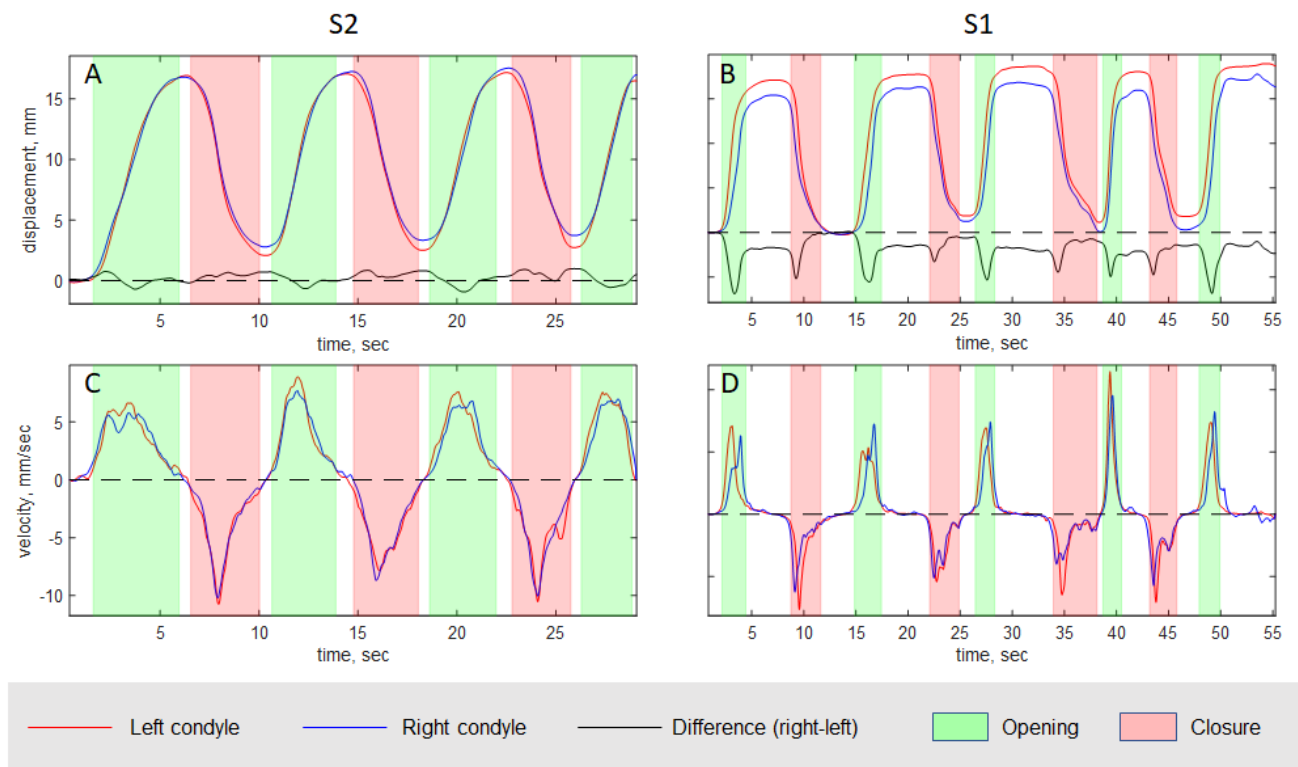 S2
S1
A
B
displacement, mm
15
10
5
0
5 10 15 20 25
5 10 15 20 25 30 35 40 45 50 55
time, sec
time, sec
C
D
velocity, mm/sec
5
0
-5
-10
5 10 15 20 25
5 10 15 20 25 30 35 40 45 50 55
time, sec
time, sec
Left condyle
Right condyle
Difference (right-left)
Opening
Closure